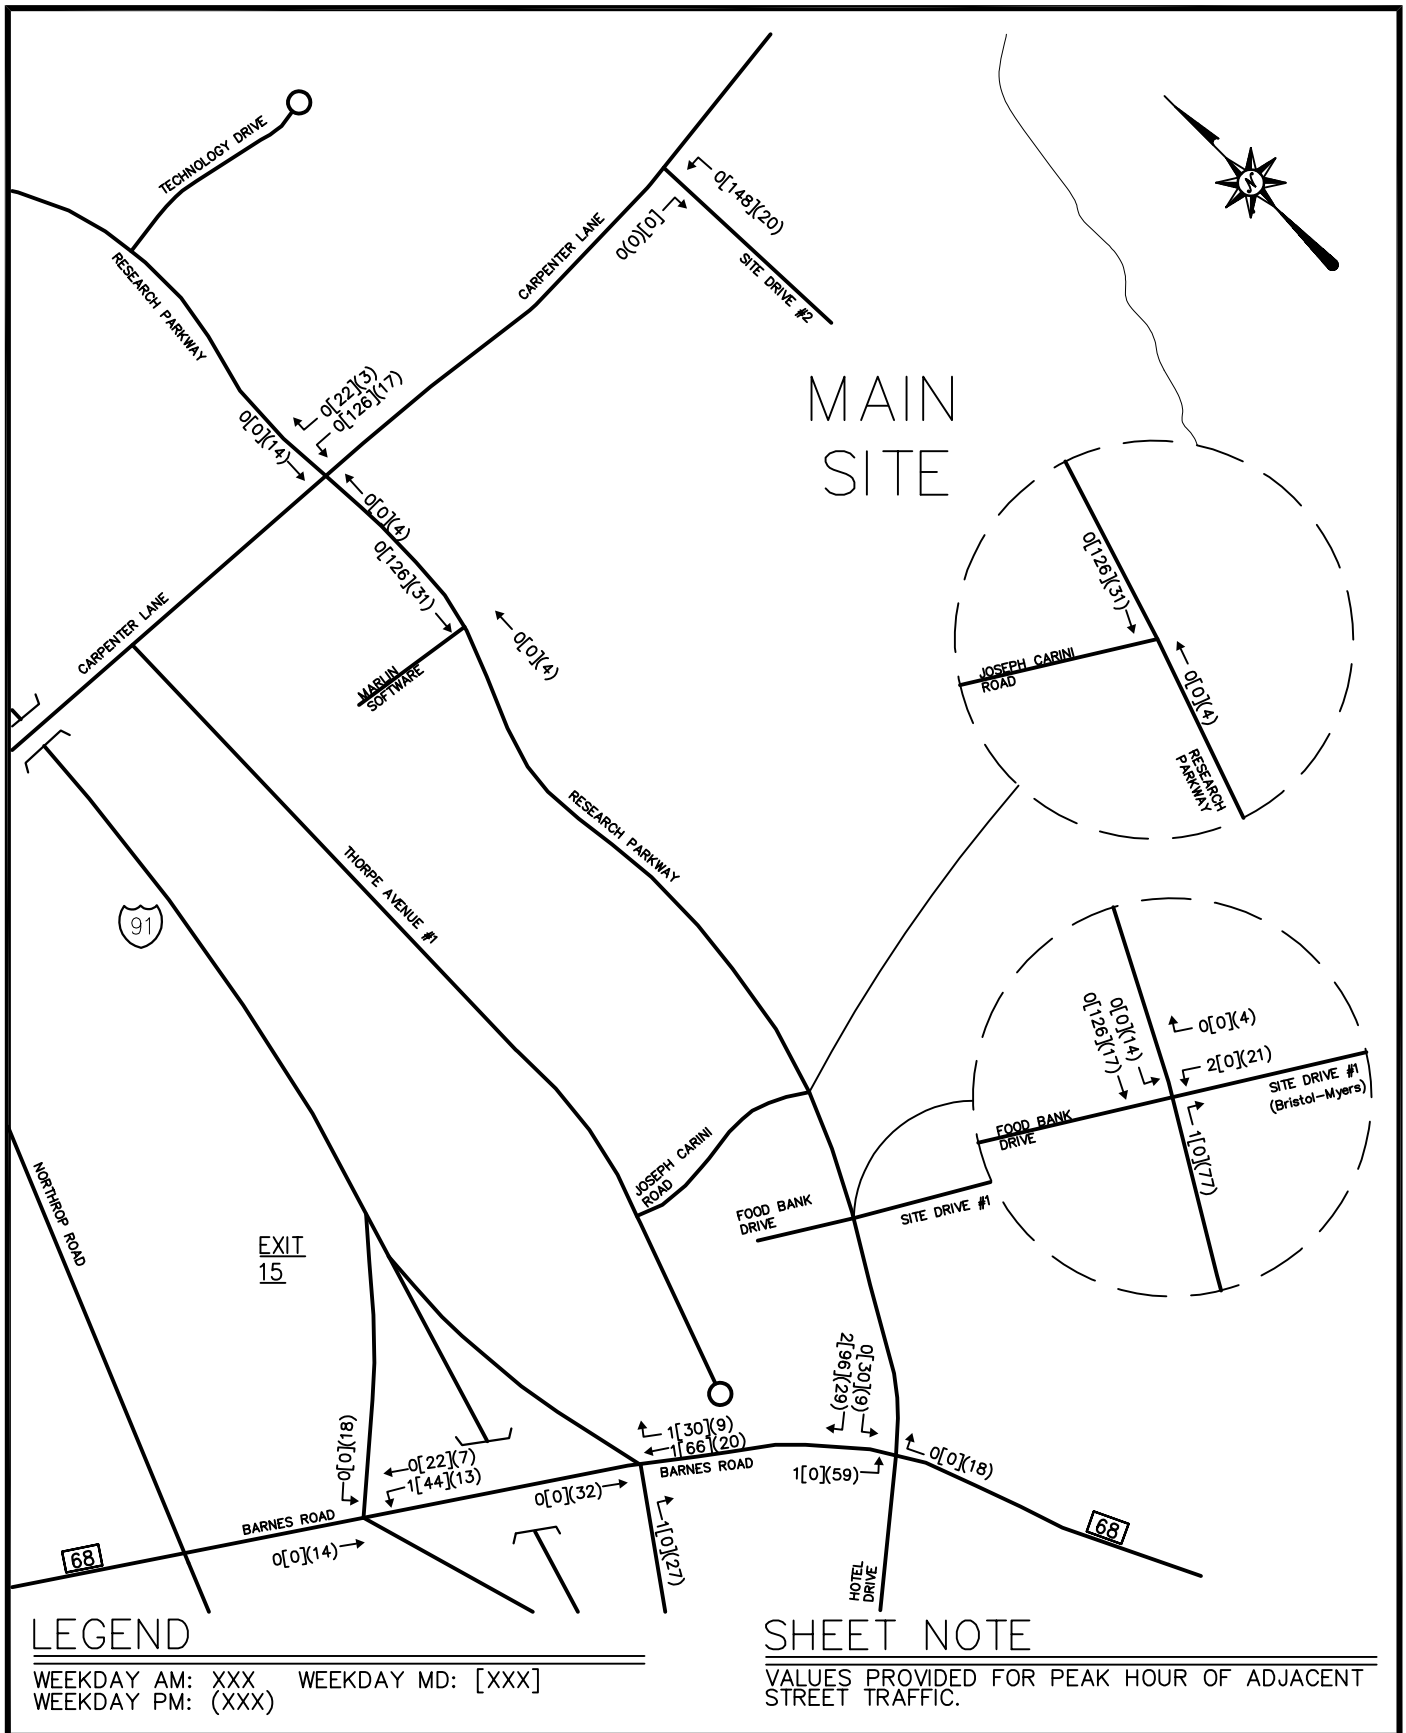 TECHNOLOGY DRIVE
N
0[148](20)
0(0)[0]
CARPENTER LANE
SITE DRIVE #2
RESEARCH PARKWAY
0[22](3)
0[126](17)
0[0](14)
MAIN
SITE
0[0](4)
0[126](31)
0[126](31)
CARPENTER LANE
0[0](4)
MARLIN
SOFTWARE
JOSEPH CARINI
ROAD
0[0](4)
RESEARCH
PARKWAY
RESEARCH PARKWAY
THORPE AVENUE #1
91
0[0](14)
0[126](17)
0[0](4)
2[0](21)
SITE DRIVE #1
(Bristol-Myers)
FOOD BANK
DRIVE
1[0](77)
JOSEPH CARINI
ROAD
NORTHROP ROAD
FOOD BANK
DRIVE
SITE DRIVE #1
EXIT
15
0[30](9)
2[96](29)
0[0](18)
1[30](9)
1[66](20)
0[22](7)
1[44](13)
BARNES ROAD
1[0](59)
0[0](18)
0[0](32)
BARNES ROAD
68
0[0](14)
1[0](27)
68
HOTEL
DRIVE
LEGEND
WEEKDAY AM: XXX WEEKDAY MD: [XXX]
WEEKDAY PM: (XXX)
SHEET NOTE
VALUES PROVIDED FOR PEAK HOUR OF ADJACENT
STREET TRAFFIC.